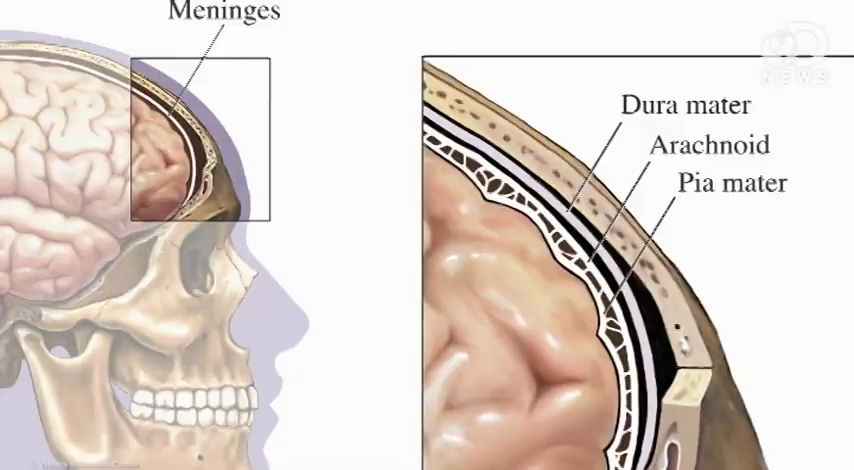 Meninges
D
NEWS
Dura mater
Arachnoid
Pia mater